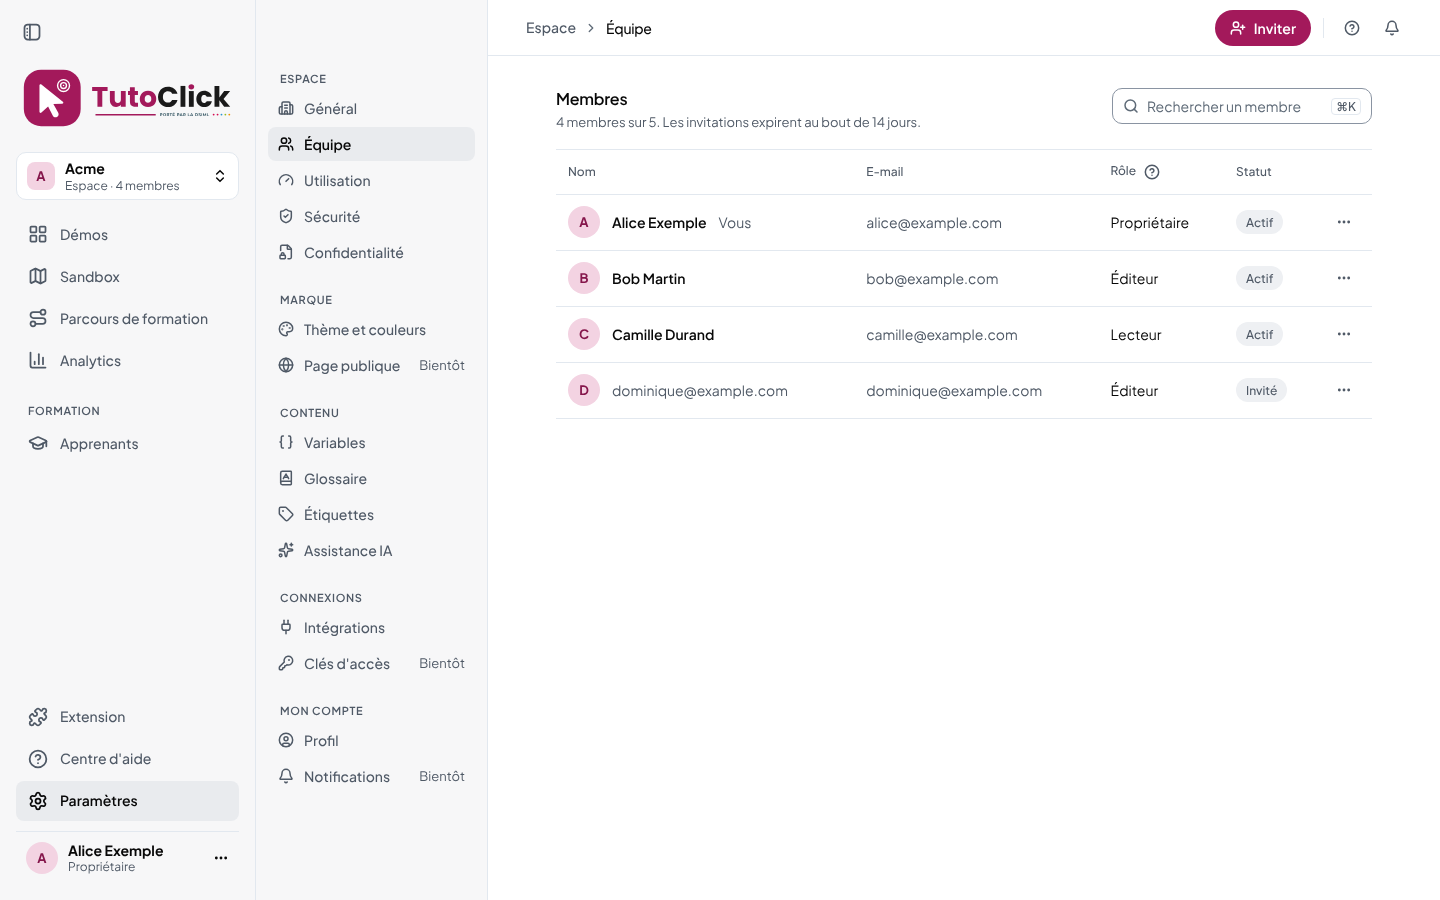 TutoClick
PORTÉ PAR LA DSIML
A
Acme
Espace · 4 membres
Démos
Sandbox
Parcours de formation
Analytics
FORMATION
Apprenants
Extension
Centre d'aide
Paramètres
A
Alice Exemple
Propriétaire
ESPACE
Général
Équipe
Utilisation
Sécurité
Confidentialité
MARQUE
Thème et couleurs
Page publique Bientôt
CONTENU
Variables
Glossaire
Étiquettes
Assistance IA
CONNEXIONS
Intégrations
Clés d'accès Bientôt
MON COMPTE
Profil
Notifications Bientôt
Espace > Équipe
Inviter
Membres
4 membres sur 5. Les invitations expirent au bout de 14 jours.
Rechercher un membre ⌘K
Nom E-mail Rôle Statut
A Alice Exemple Vous alice@example.com Propriétaire Actif
B Bob Martin bob@example.com Éditeur Actif
C Camille Durand camille@example.com Lecteur Actif
D dominique@example.com dominique@example.com Éditeur Invité